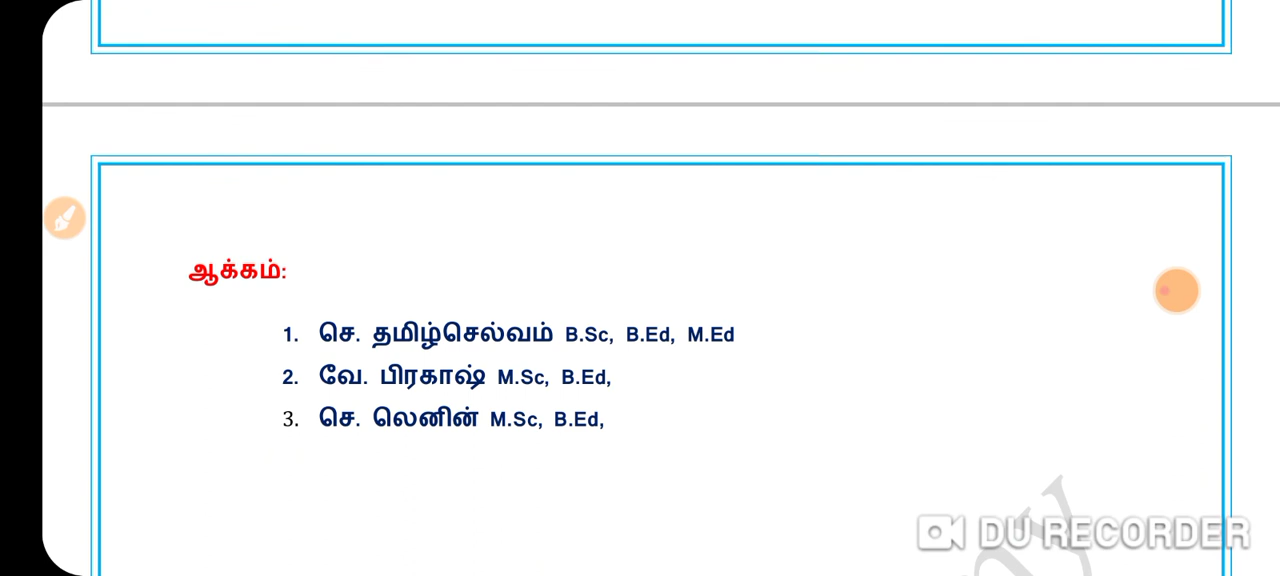 ஆக்கம்:
1. செ. தமிழ்செல்வம் B.Sc, B.Ed, M.Ed
2. வே. பிரகாஷ் M.Sc, B.Ed,
3. செ. லெனின் M.Sc, B.Ed,
DU RECORDER